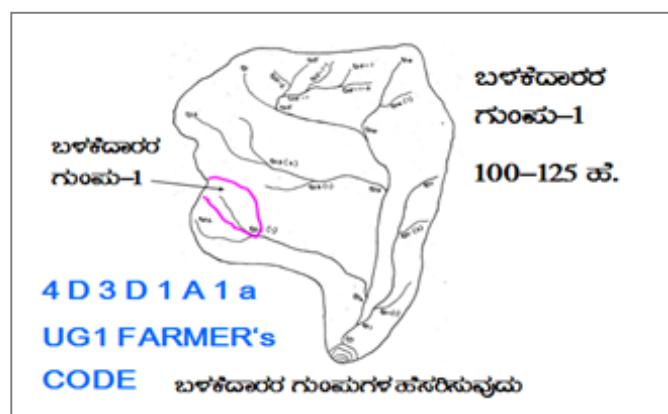 ಬಳಕೆದಾರರ
ಗುಂಪು–1
100–125 ಹೆ.
ಬಳಕೆದಾರರ
ಗುಂಪು–1
4 D 3 D 1 A 1 a
UG1 FARMER's
CODE
ಬಳಕೆದಾರರ ಗುಂಪುಗಳ ಹೆಸರಿಸುವುದು